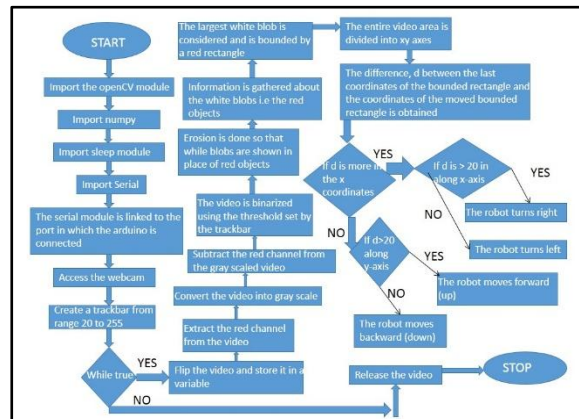 START
Import the openCV module
Import numpy
Import sleep module
Import Serial
The serial module is linked to the
port in which the arduino is
connected
Access the webcam
Create a trackbar from
range 20 to 255
While true
YES
NO
Flip the video and store it in a
variable
Extract the red channel
from the video
Convert the video into gray scale
Subtract the red channel from
the gray scaled video
The video is binarized
using the threshold set by
the trackbar
Erosion is done so that
while blobs are shown in
place of red objects
Information is gathered about
the white blobs i.e the red
objects
The largest white blob is
considered and is bounded by
a red rectangle
The entire video area is
divided into xy axes
The difference, d between the last
coordinates of the bounded rectangle and
the coordinates of the moved bounded
rectangle is obtained
If d is more in
the x
coordinates
YES
If d is > 20 in
along x-axis
YES
The robot turns right
NO
The robot turns left
NO
If d>20
along
y-axis
YES
The robot moves forward
(up)
NO
The robot moves
backward (down)
Release the video
STOP